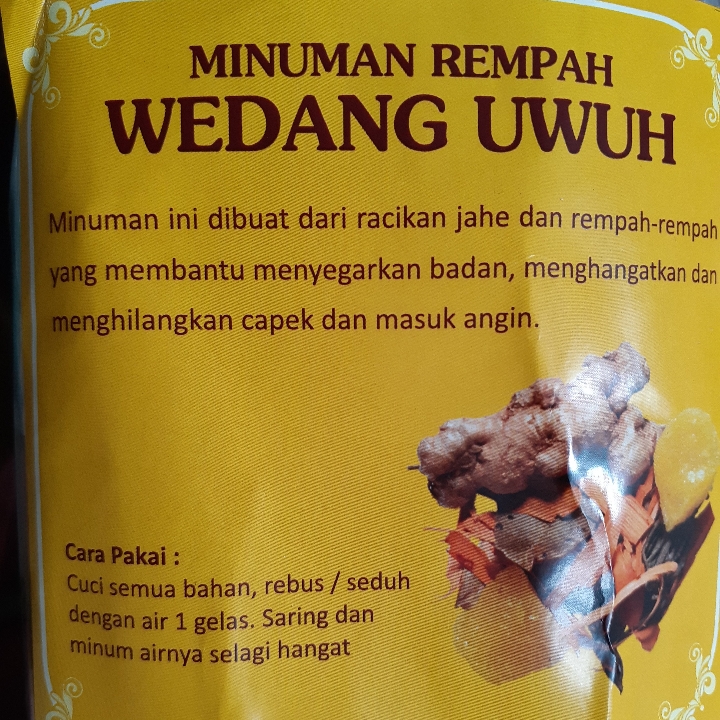 MINUMAN REMPAH
WEDANG UWUH
Minuman ini dibuat dari racikan jahe dan rempah-rempah
yang membantu menyegarkan badan, menghangatkan dan
menghilangkan capek dan masuk angin.
Cara Pakai :
Cuci semua bahan, rebus / seduh
dengan air 1 gelas. Saring dan
minum airnya selagi hangat